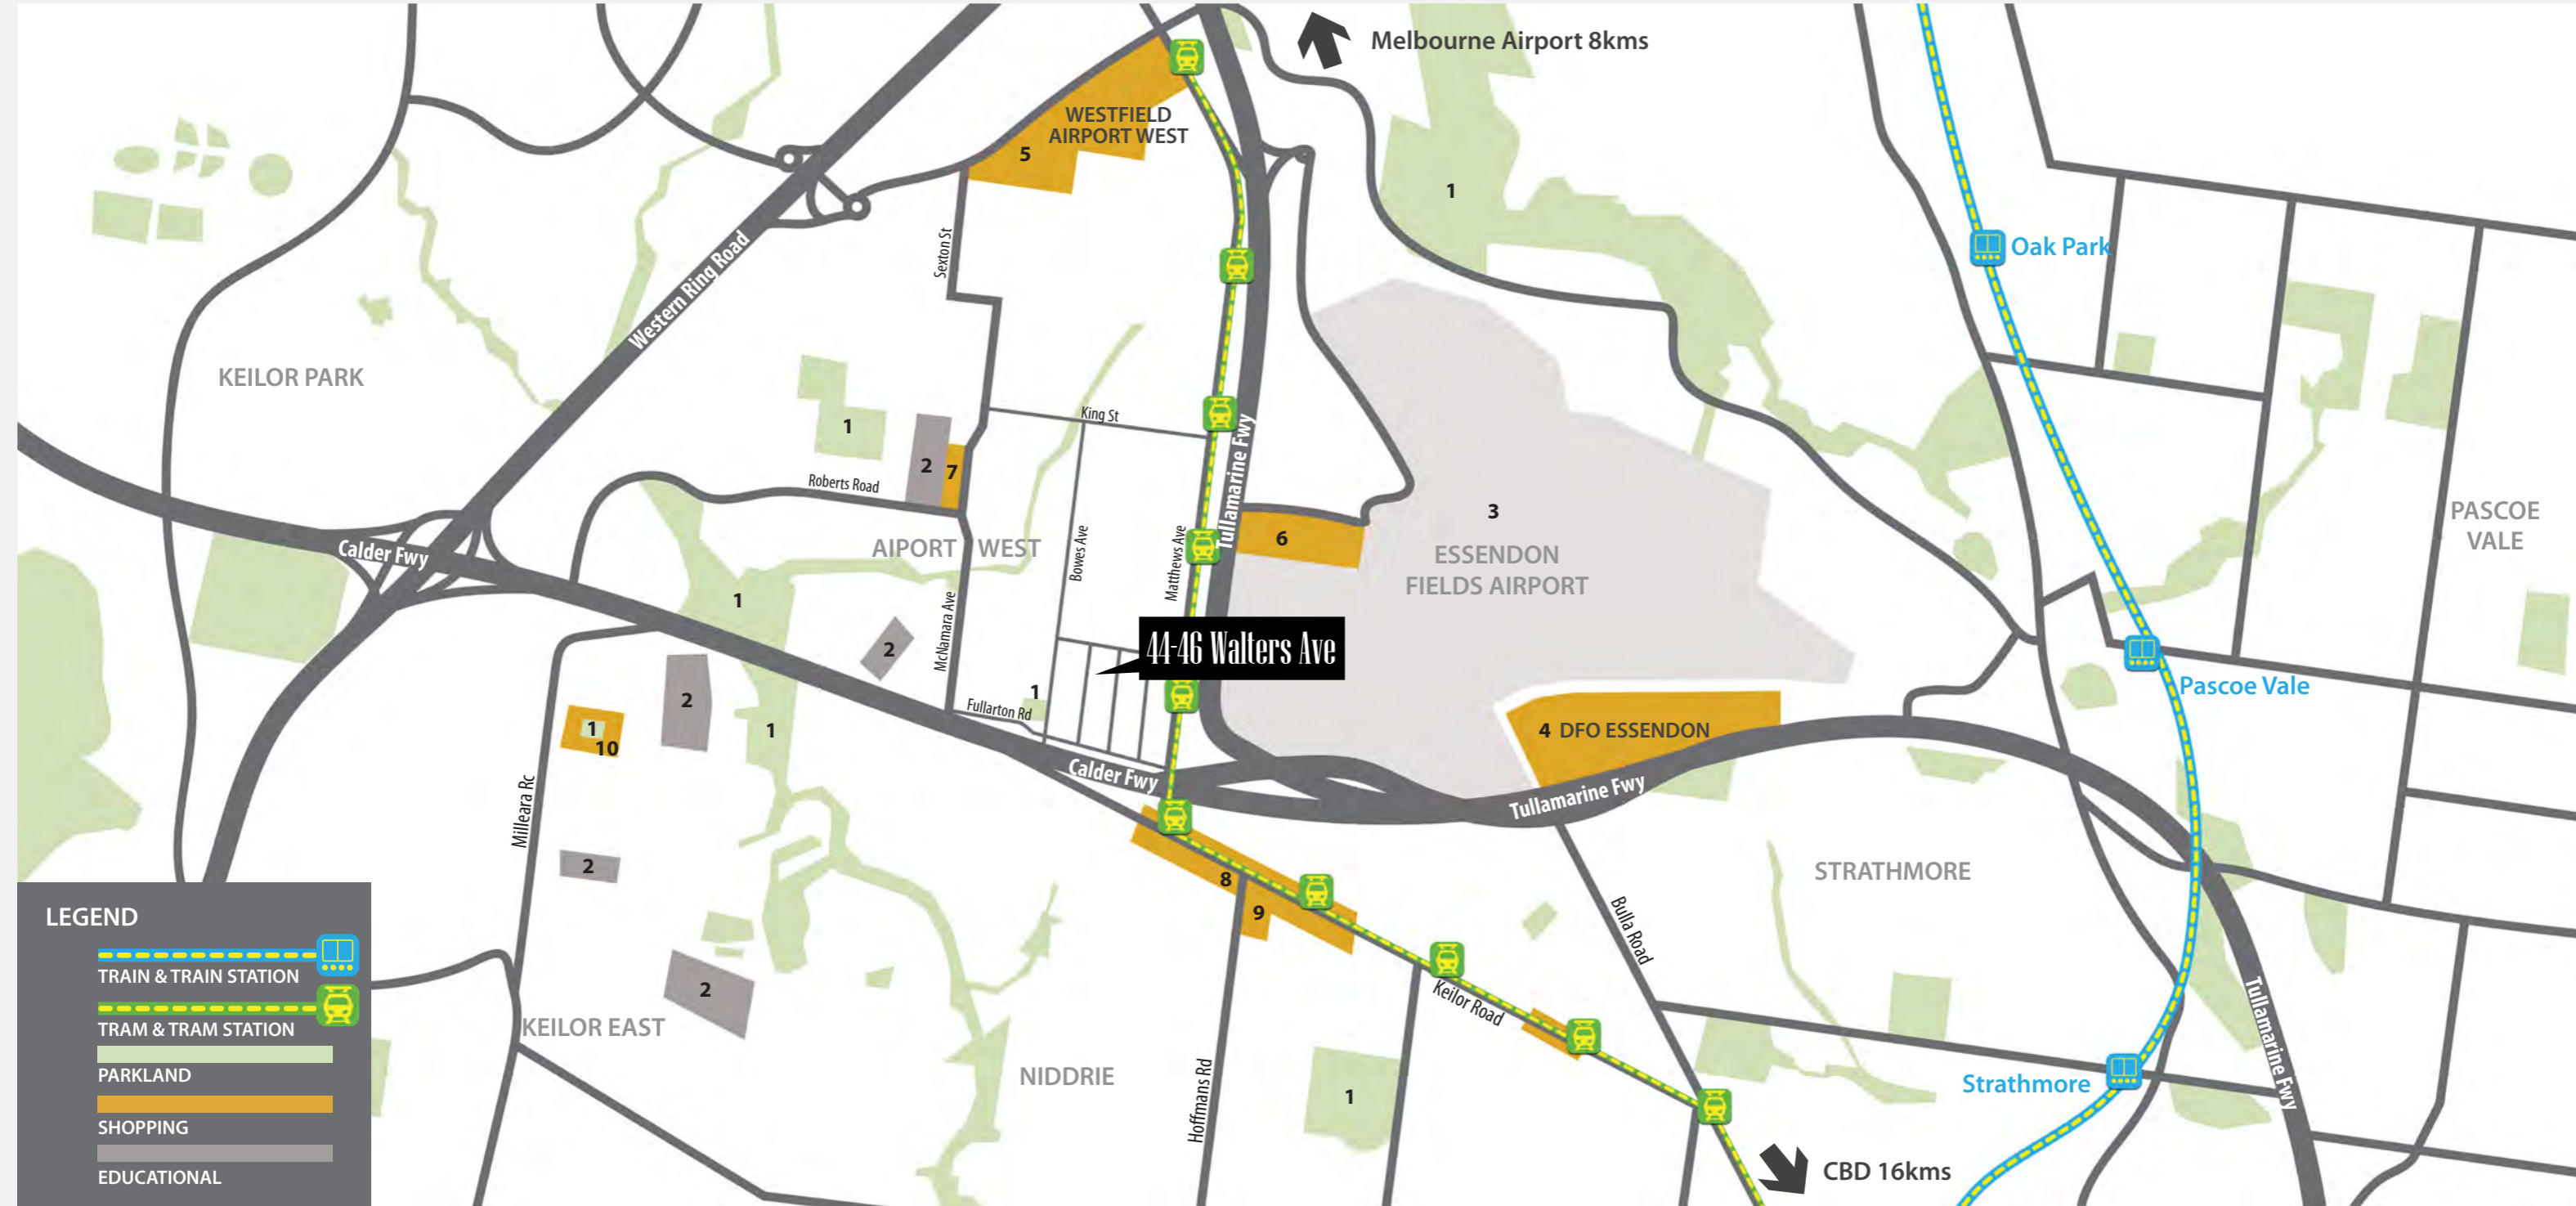 Melbourne Airport 8kms
WESTFIELD
AIRPORT WEST
5
1
Oak Park
Sexton St
Western Ring Road
KEILOR PARK
King St
1
2
7
Roberts Road
Tullamarine Fwy
3
PASCOE
VALE
6
AIPORT WEST
Calder Fwy
Bowes Ave
Matthews Ave
ESSENDON
FIELDS AIRPORT
1
McNamara Ave
2
44-46 Walters Ave
Pascoe Vale
2
1
Fullarton Rd
1
1
10
4 DFO ESSENDON
Calder Fwy
Tullamarine Fwy
Milleara Rc
2
8
9
STRATHMORE
Bulla Road
2
Keilor Road
KEILOR EAST
NIDDRIE
Hoffmans Rd
1
Strathmore
Tullamarine Fwy
CBD 16kms
LEGEND
TRAIN & TRAIN STATION
TRAM & TRAM STATION
PARKLAND
SHOPPING
EDUCATIONAL